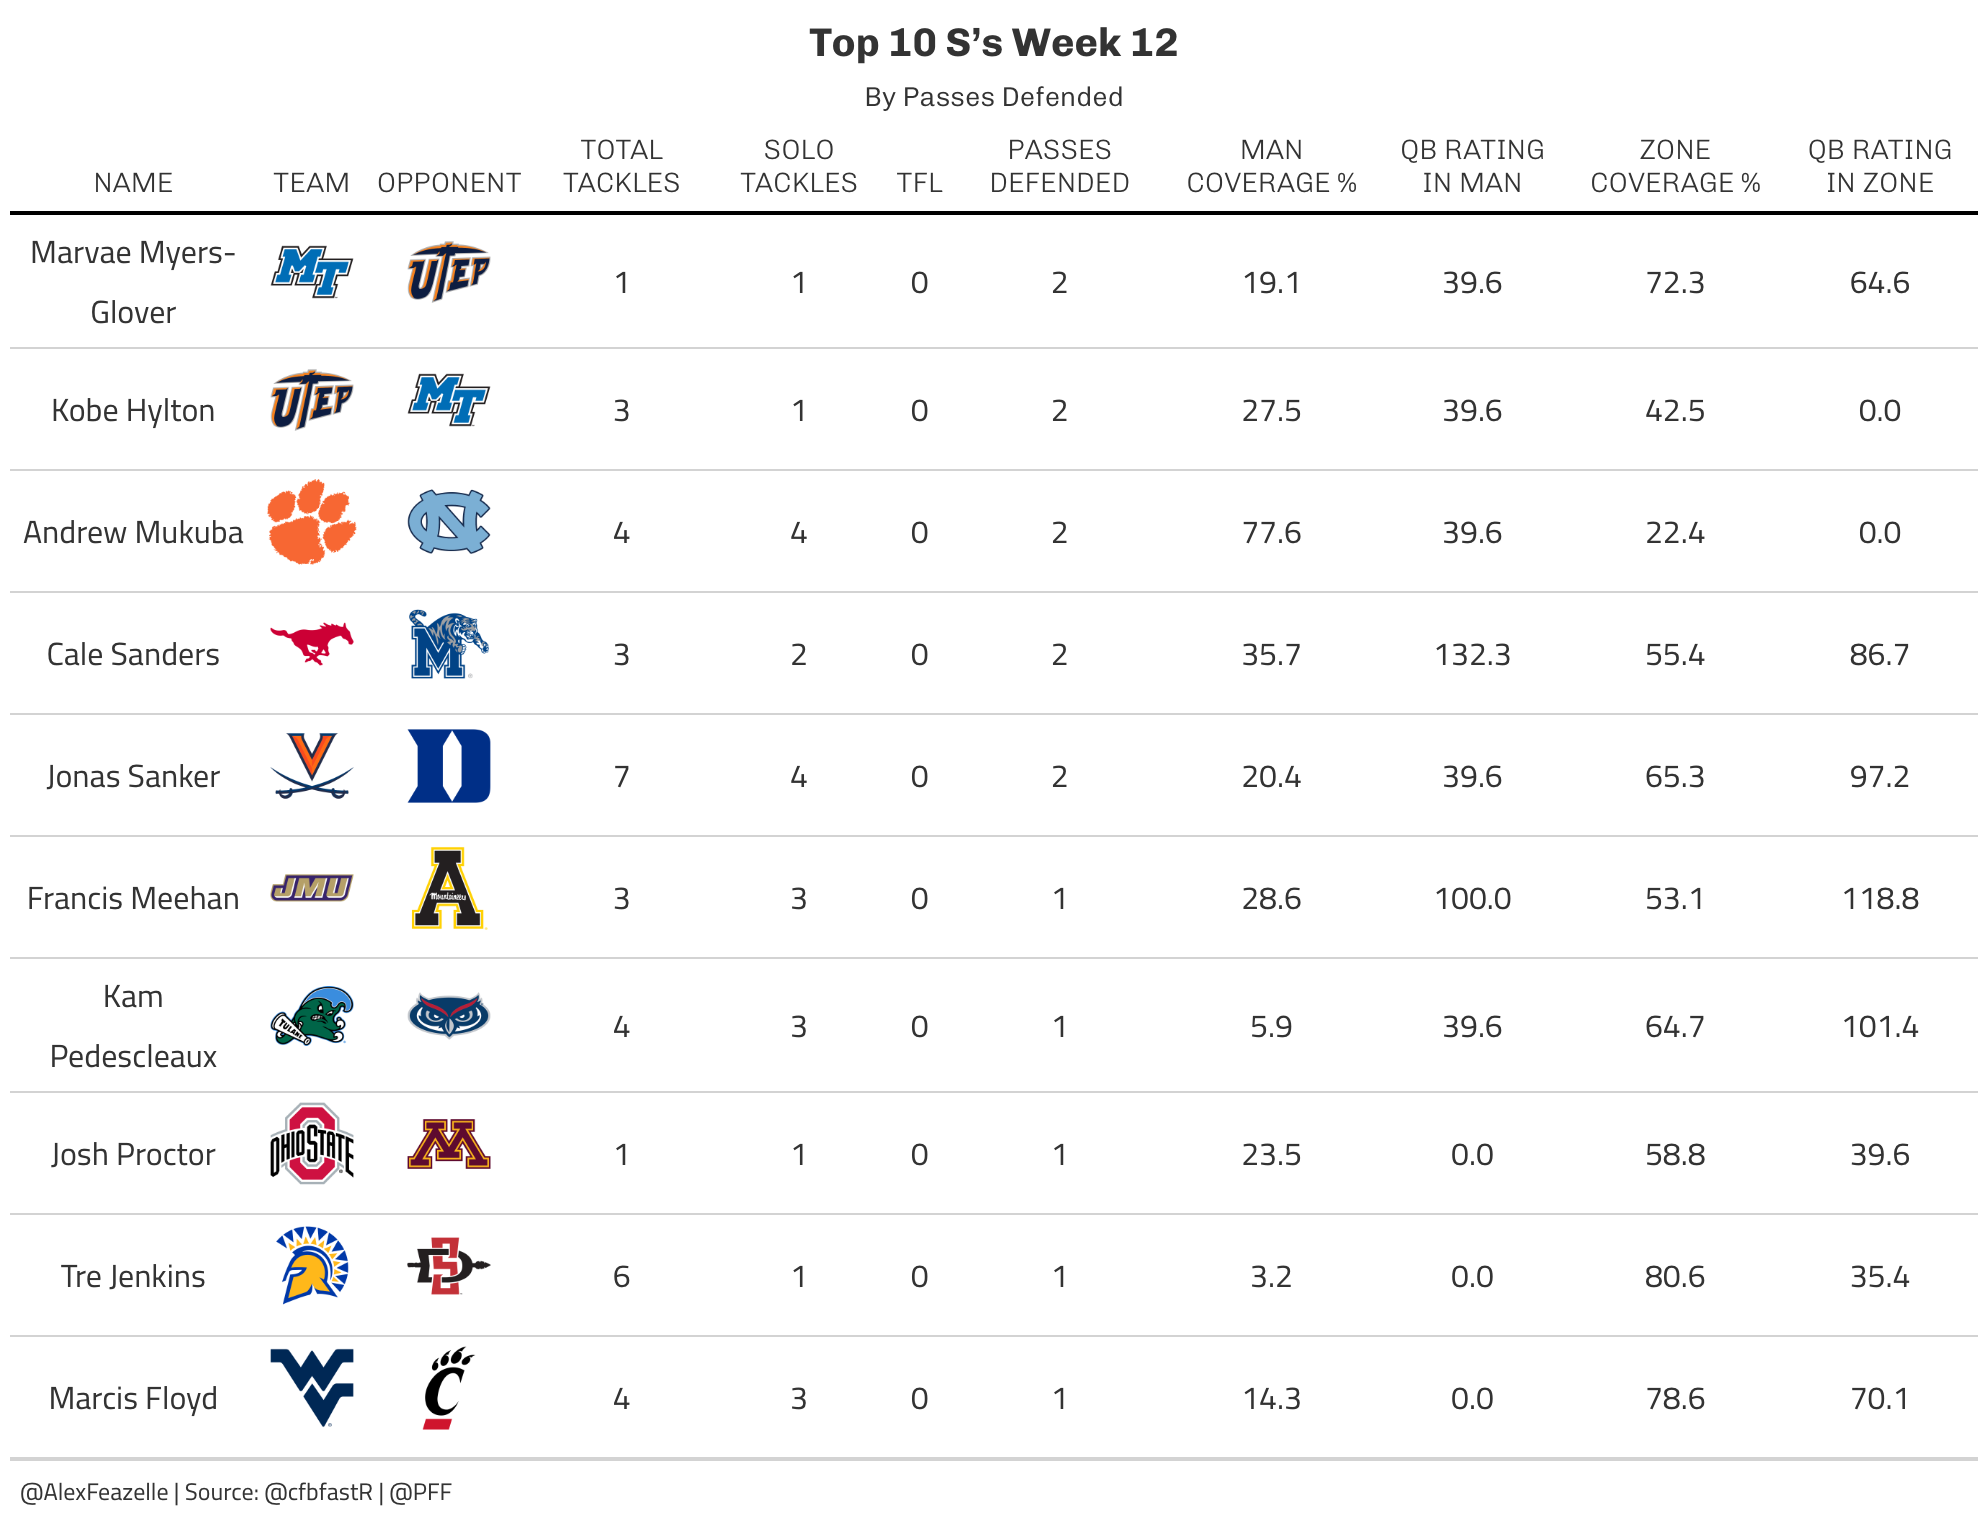 Top 10 S’s Week 12
By Passes Defended
NAME TEAM OPPONENT TOTAL TACKLES SOLO TACKLES TFL PASSES DEFENDED MAN COVERAGE % QB RATING IN MAN ZONE COVERAGE % QB RATING IN ZONE
Marvae Myers-
Glover MT UTEP 1 1 0 2 19.1 39.6 72.3 64.6
Kobe Hylton UTEP MT 3 1 0 2 27.5 39.6 42.5 0.0
Andrew Mukuba NC 4 4 0 2 77.6 39.6 22.4 0.0
Cale Sanders M 3 2 0 2 35.7 132.3 55.4 86.7
Jonas Sanker V D 7 4 0 2 20.4 39.6 65.3 97.2
Francis Meehan JMU A Mountaineers 3 3 0 1 28.6 100.0 53.1 118.8
Kam
Pedescleaux TULANE 4 3 0 1 5.9 39.6 64.7 101.4
Josh Proctor OHIO STATE M 1 1 0 1 23.5 0.0 58.8 39.6
Tre Jenkins SD 6 1 0 1 3.2 0.0 80.6 35.4
Marcis Floyd WV C 4 3 0 1 14.3 0.0 78.6 70.1
@AlexFeazelle | Source: @cfbfastR | @PFF